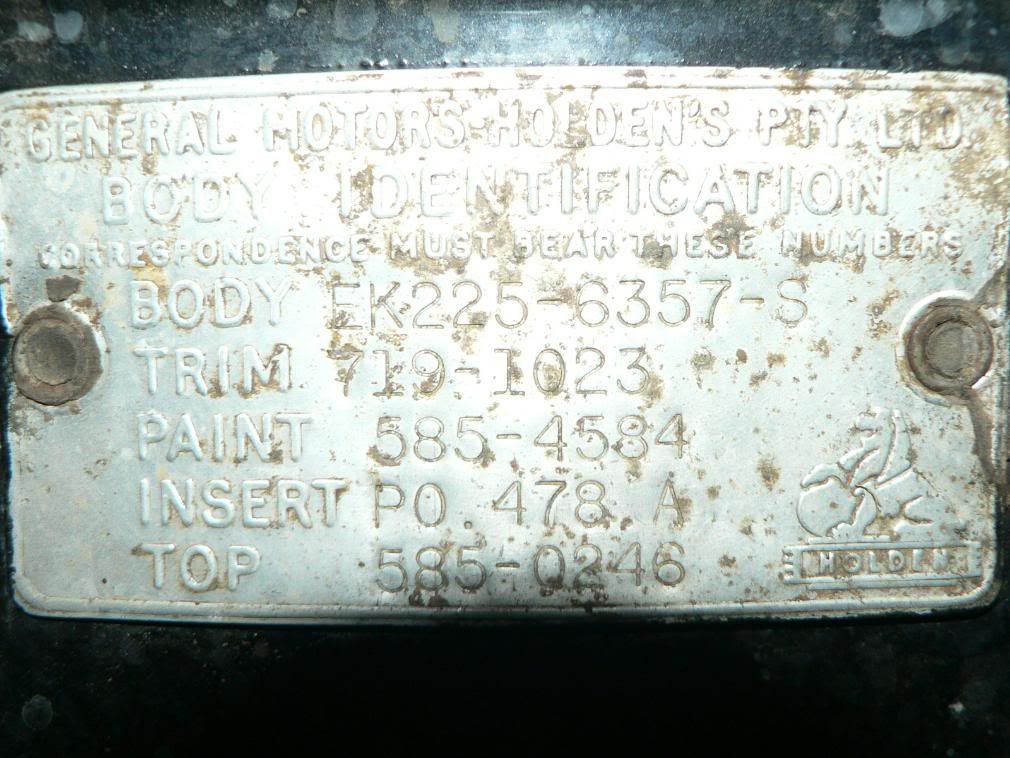 GENERAL MOTORS-HOLDEN'S PTY. LTD.
BODY IDENTIFICATION
CORRESPONDENCE MUST BEAR THESE NUMBERS
BODY EK225-6357-S
TRIM 719-1023
PAINT 585-4584
INSERT PO.478.A
TOP 585-0246
HOLDEN